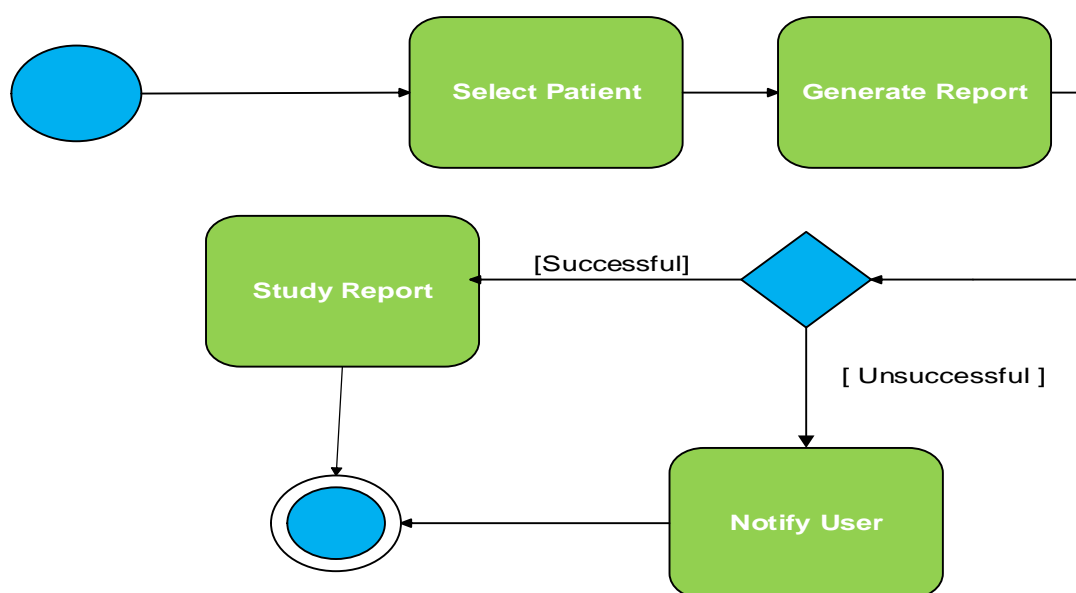 Select Patient
Generate Report
Study Report
[Successful]
[ Unsuccessful ]
Notify User